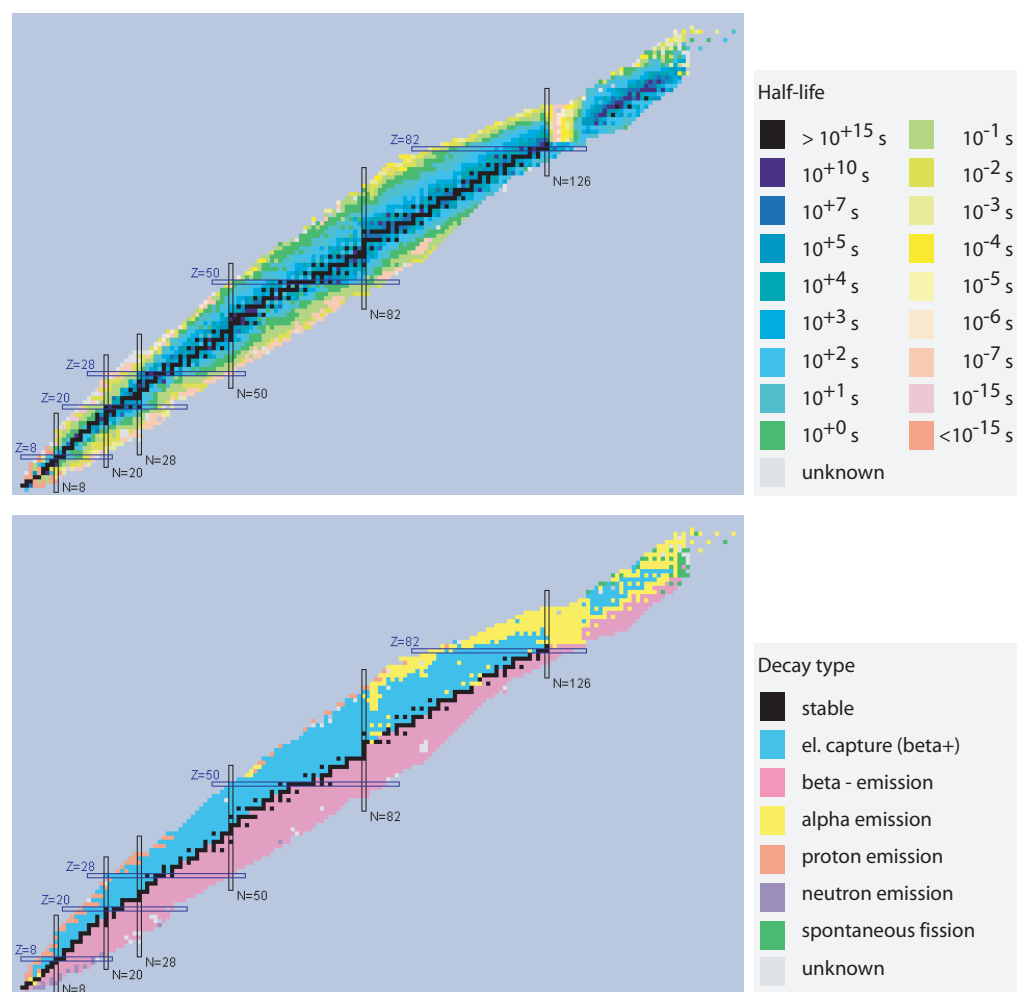 Z=82
N=126
Z=50
N=82
Z=28
N=50
Z=20
N=28
Z=8
N=20
N=8
Half-life
> 10+15 s
10+10 s
10+7 s
10+5 s
10+4 s
10+3 s
10+2 s
10+1 s
10+0 s
unknown
10-1 s
10-2 s
10-3 s
10-4 s
10-5 s
10-6 s
10-7 s
10-15 s
<10-15 s
Z=82
N=126
Z=50
N=82
Z=28
N=50
Z=20
N=28
Z=8
N=20
N=8
Decay type
stable
el. capture (beta+)
beta - emission
alpha emission
proton emission
neutron emission
spontaneous fission
unknown